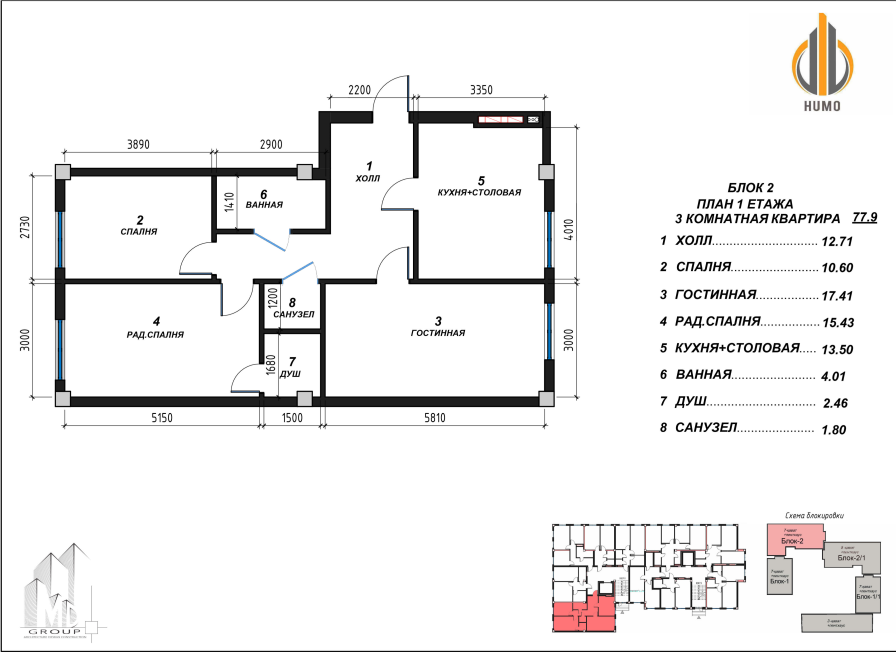 HUMO
2200
3350
3890
2900
1
ХОЛЛ
5
КУХНЯ+СТОЛОВАЯ
6
ВАННАЯ
1410
2
СПАЛНЯ
2730
4010
БЛОК 2
ПЛАН 1 ЕТАЖА
3 КОМНАТНАЯ КВАРТИРА 77.9
1 ХОЛЛ........................ 12.71
2 СПАЛНЯ..................... 10.60
3 ГОСТИННАЯ............... 17.41
4 РАД.СПАЛНЯ.............. 15.43
5 КУХНЯ+СТОЛОВАЯ..... 13.50
6 ВАННАЯ..................... 4.01
7 ДУШ........................... 2.46
8 САНУЗЕЛ.................... 1.80
8
САНУЗЕЛ
1200
4
РАД.СПАЛНЯ
3
ГОСТИННАЯ
3000
3000
7
ДУШ
1680
5150
1500
5810
Схема блокировки
Блок-2
Блок-2/1
Блок-1
Блок-1/1
M
GROUP